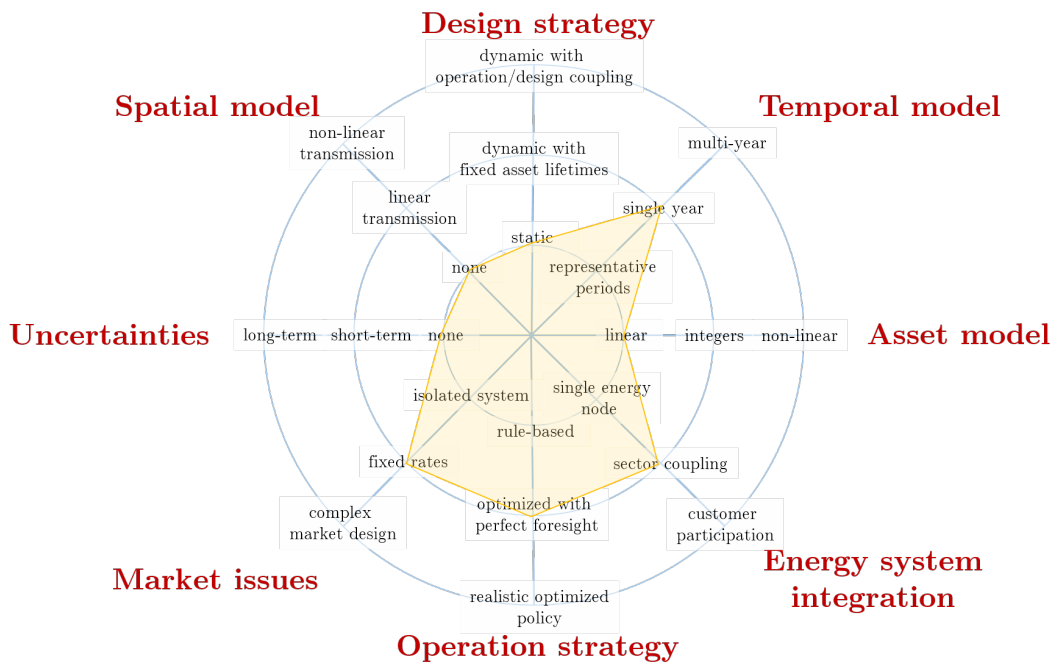 Design strategy
dynamic with
operation/design coupling
Spatial model
Temporal model
non-linear
transmission
multi-year
dynamic with
fixed asset lifetimes
linear
transmission
single year
static
none
representative
periods
Uncertainties
long-term
short-term
none
linear
integers
non-linear
Asset model
isolated system
single energy
node
rule-based
fixed rates
sector coupling
optimized with
perfect foresight
complex
market design
customer
participation
Market issues
Energy system
integration
realistic optimized
policy
Operation strategy